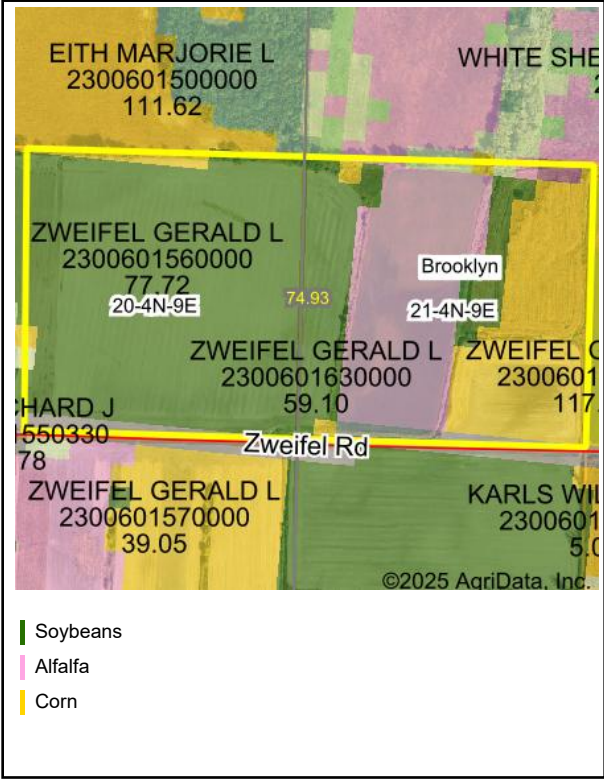 EITH MARJORIE L
2300601500000
111.62
WHITE SHE
ZWEIFEL GERALD L
2300601560000
77.72
20-4N-9E
74.93
Brooklyn
21-4N-9E
ZWEIFEL GERALD L
2300601630000
59.10
ZWEIFEL
2300601
117.
CHARD J
550330
78
Zweifel Rd
ZWEIFEL GERALD L
2300601570000
39.05
KARLS WIL
2300601
5.0
©2025 AgriData, Inc.
Soybeans
Alfalfa
Corn